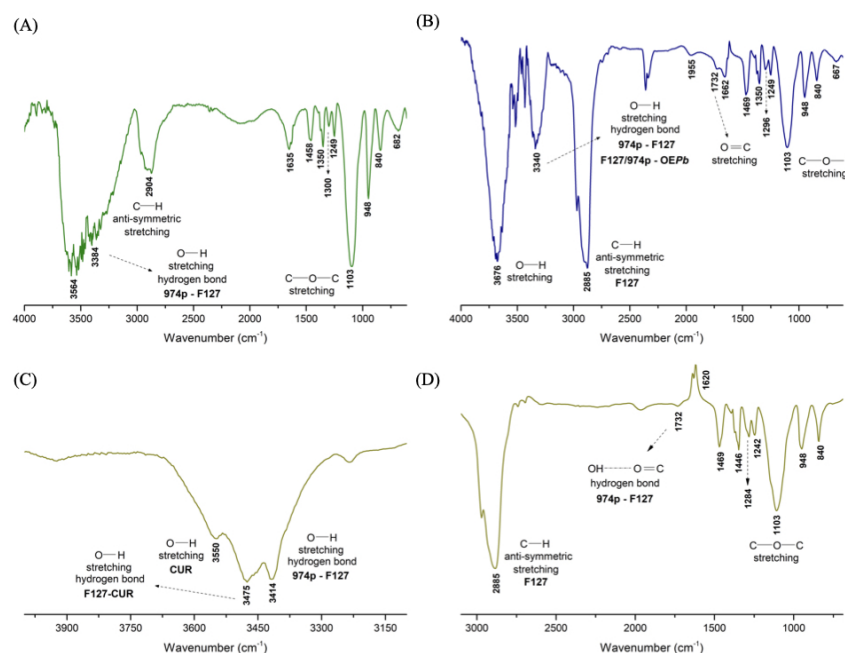 (A)
2904
C—H
anti-symmetric
stretching
3384
3564
O—H
stretching
hydrogen bond
974p - F127
1635
1458
1350
1300
1249
1103
948
840
682
C—O—C
stretching
4000 3500 3000 2500 2000 1500 1000
Wavenumber (cm⁻¹)
(B)
3676
O—H
stretching
3340
O—H
stretching
hydrogen bond
974p - F127
F127/974p - OEPb
2885
C—H
anti-symmetric
stretching
F127
1955
1732
1662
O=C
stretching
1469
1350
1296
1249
1103
948
840
667
C—O—
stretching
4000 3500 3000 2500 2000 1500 1000
Wavenumber (cm⁻¹)
(C)
O—H
stretching
hydrogen bond
F127-CUR
O—H
stretching
CUR
3550
3475
3414
O—H
stretching
hydrogen bond
974p - F127
3900 3750 3600 3450 3300 3150
Wavenumber (cm⁻¹)
(D)
2885
C—H
anti-symmetric
stretching
F127
1732
1620
OH----O=C
hydrogen bond
974p - F127
1469
1446
1284
1242
1103
948
840
C—O—C
stretching
3000 2500 2000 1500 1000
Wavenumber (cm⁻¹)